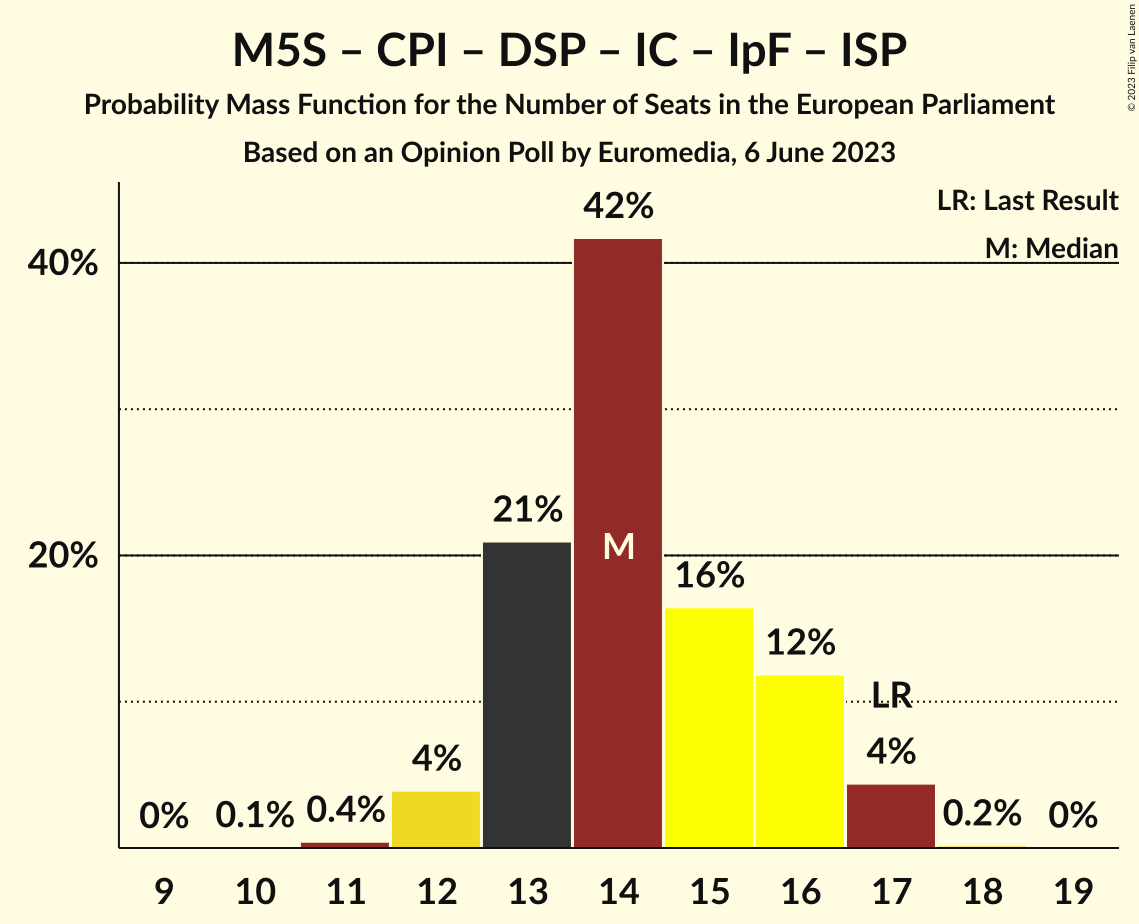 M5S – CPI – DSP – IC – IpF – ISP
Probability Mass Function for the Number of Seats in the European Parliament
Based on an Opinion Poll by Euromedia, 6 June 2023
© 2023 Filip van Laenen
LR: Last Result
M: Median
40%
20%
0%
0.1%
0.4%
4%
21%
42%
M
16%
12%
LR
4%
0.2%
0%
9 10 11 12 13 14 15 16 17 18 19